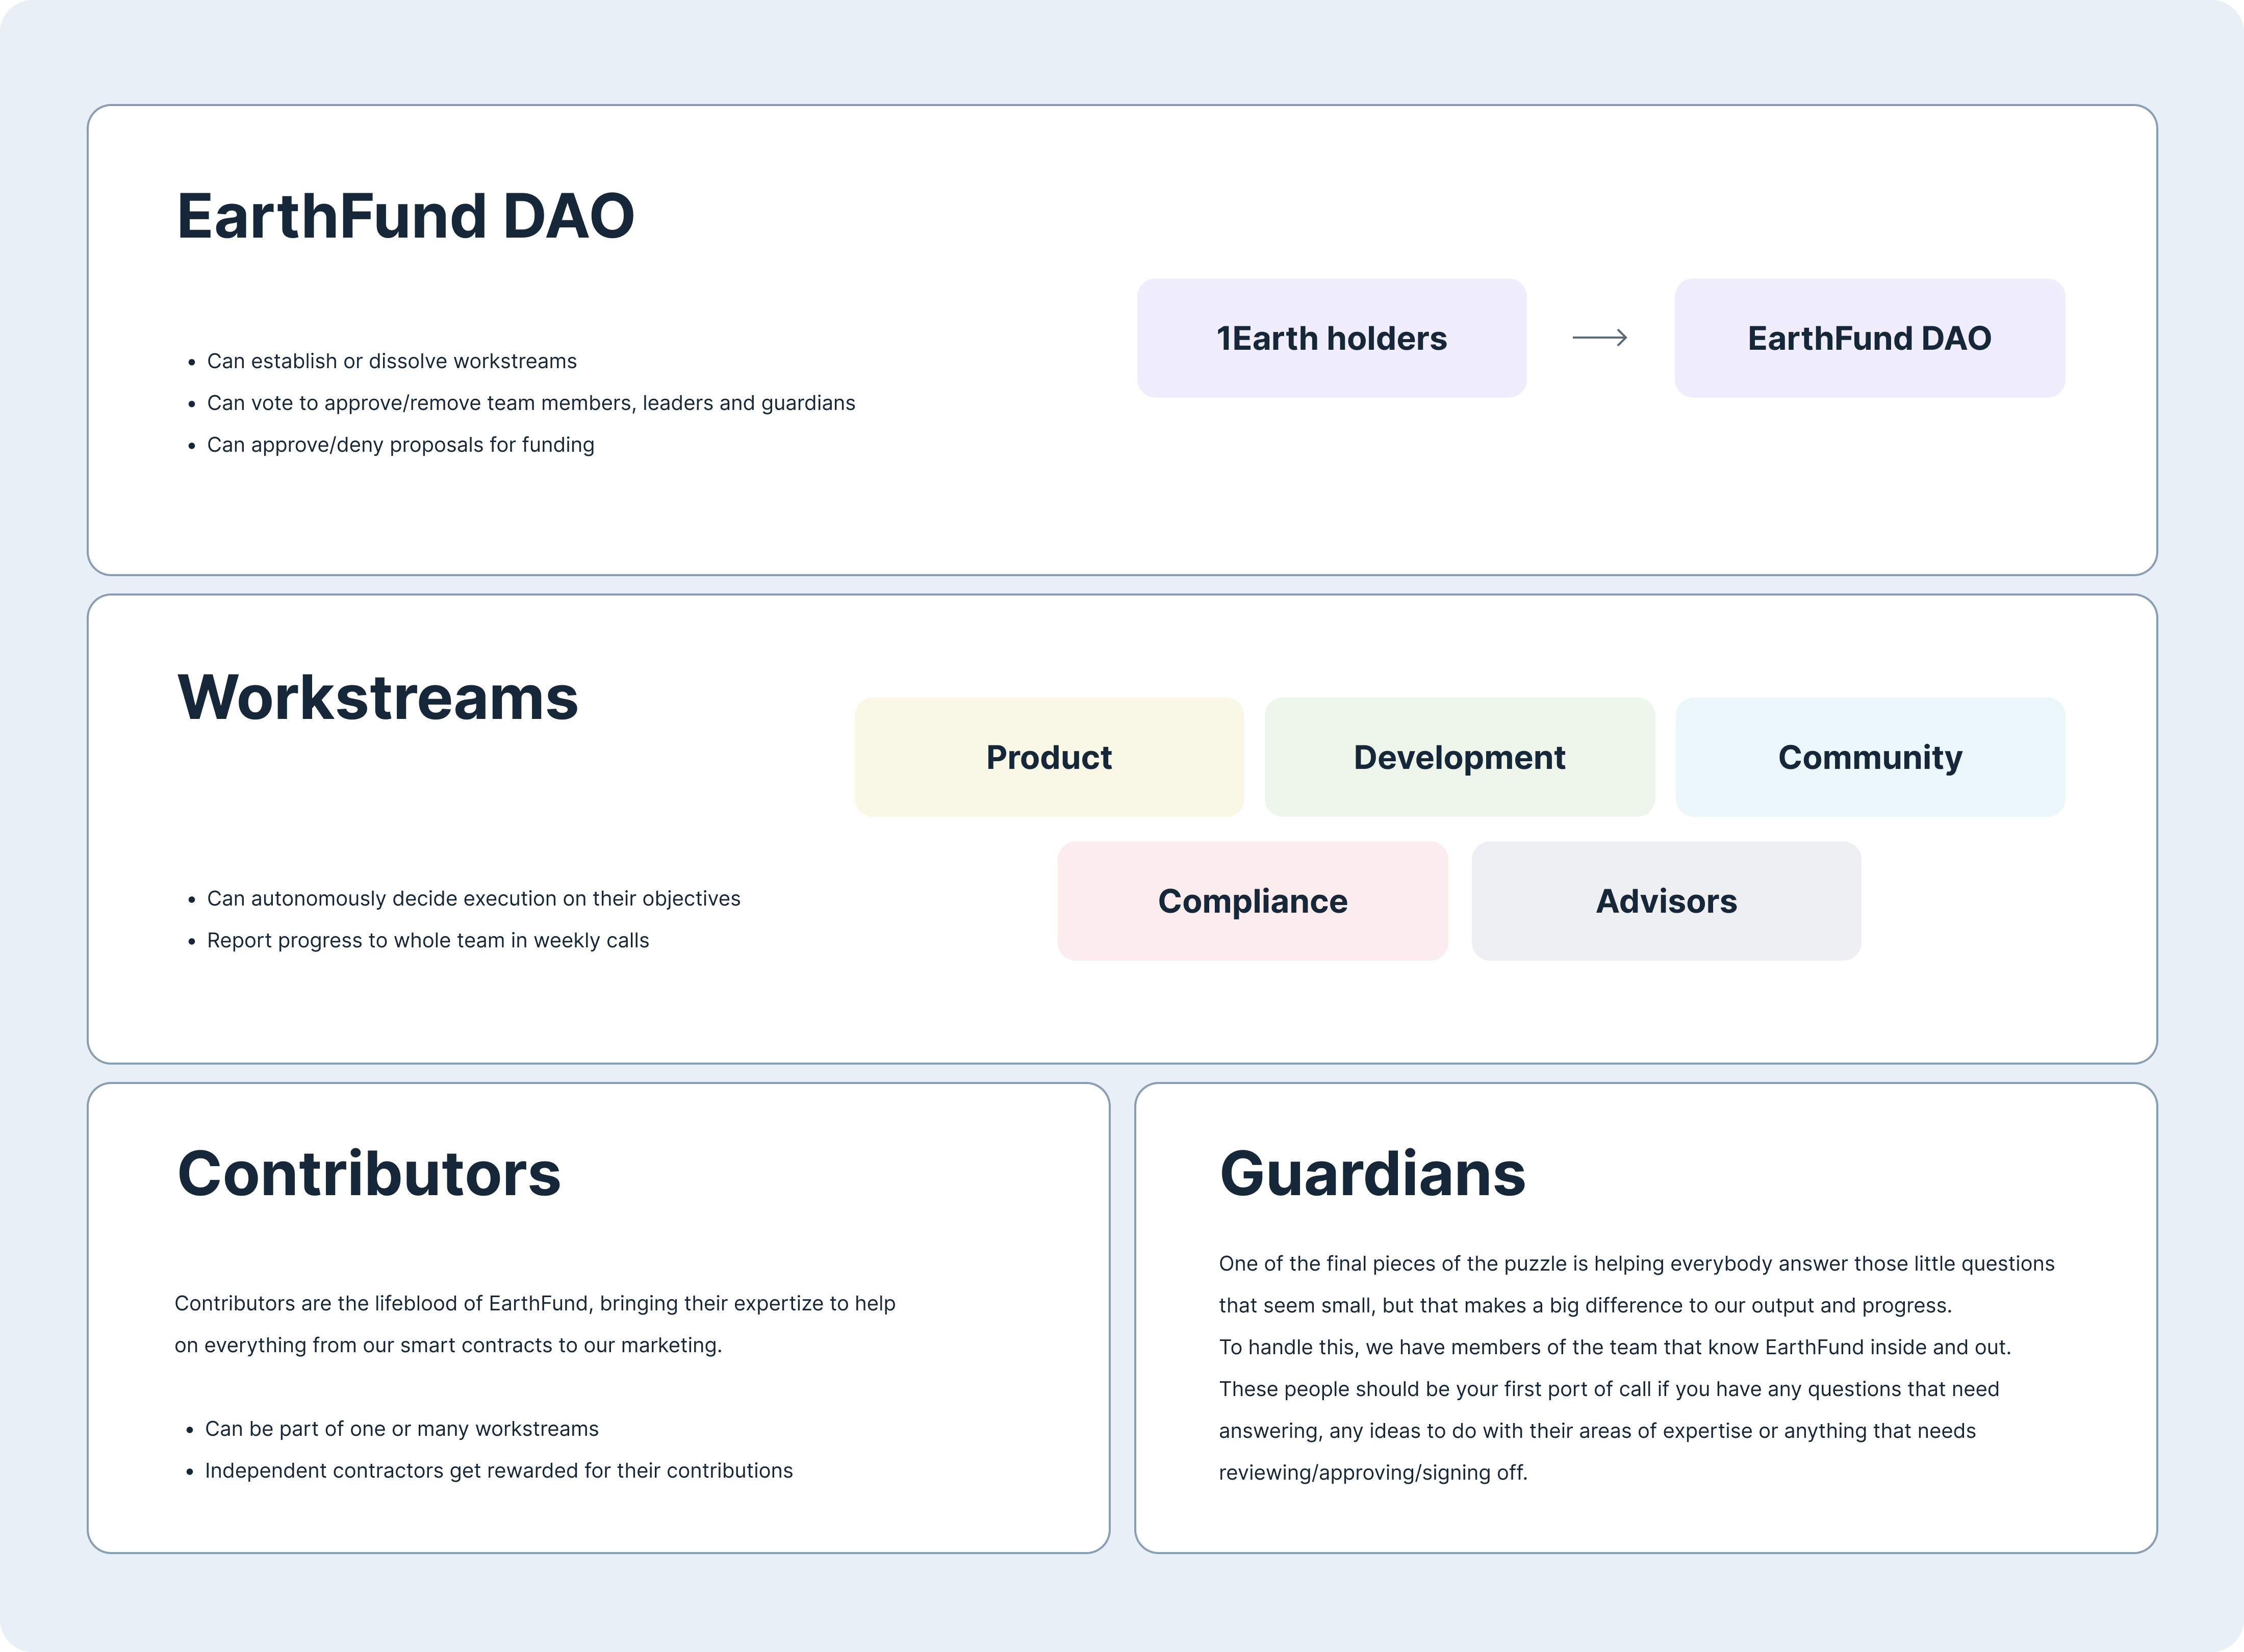 EarthFund DAO
• Can establish or dissolve workstreams
• Can vote to approve/remove team members, leaders and guardians
• Can approve/deny proposals for funding
1Earth holders
EarthFund DAO
Workstreams
Product
Development
Community
Compliance
Advisors
• Can autonomously decide execution on their objectives
• Report progress to whole team in weekly calls
Contributors
Contributors are the lifeblood of EarthFund, bringing their expertize to help
on everything from our smart contracts to our marketing.
• Can be part of one or many workstreams
• Independent contractors get rewarded for their contributions
Guardians
One of the final pieces of the puzzle is helping everybody answer those little questions
that seem small, but that makes a big difference to our output and progress.
To handle this, we have members of the team that know EarthFund inside and out.
These people should be your first port of call if you have any questions that need
answering, any ideas to do with their areas of expertise or anything that needs
reviewing/approving/signing off.